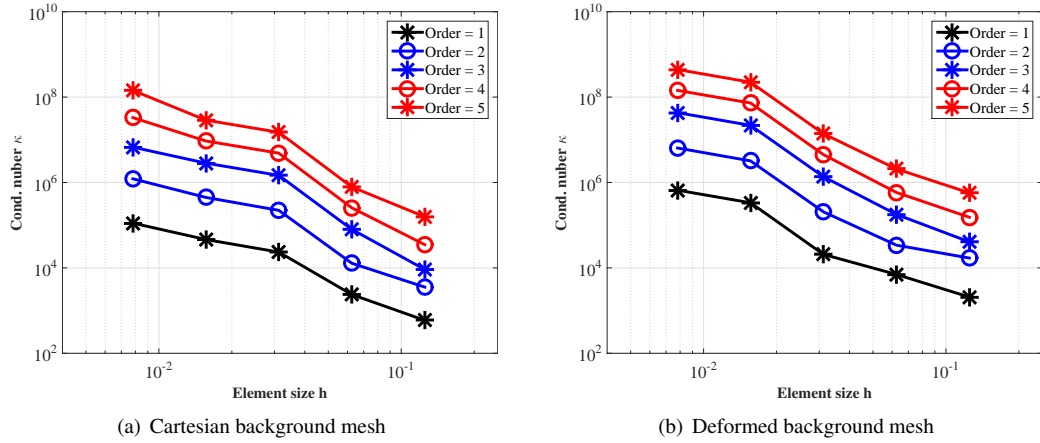 10^10
10^8
10^6
10^4
10^2
Cond. nuber κ
10^-2
10^-1
Element size h
Order = 1
Order = 2
Order = 3
Order = 4
Order = 5
(a) Cartesian background mesh
10^10
10^8
10^6
10^4
10^2
Cond. nuber κ
10^-2
10^-1
Element size h
Order = 1
Order = 2
Order = 3
Order = 4
Order = 5
(b) Deformed background mesh